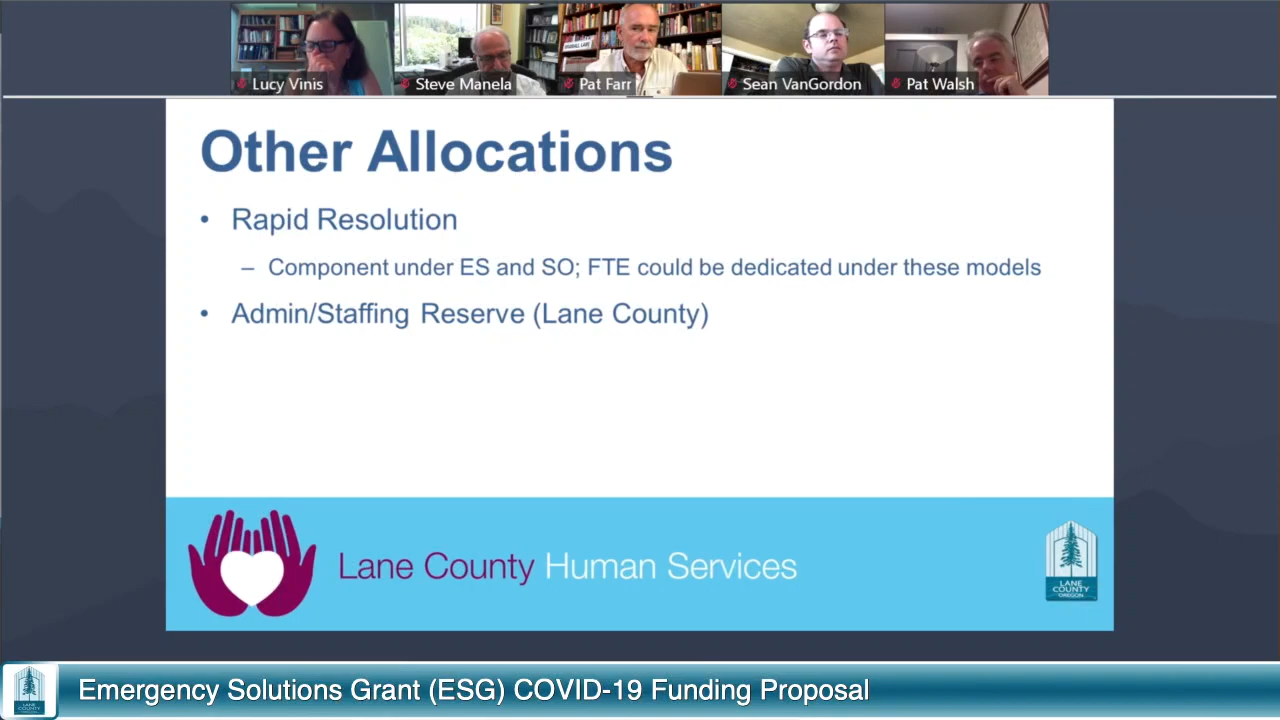 Lucy Vinis
Steve Manela
Pat Farr
Sean VanGordon
Pat Walsh
Other Allocations
• Rapid Resolution
– Component under ES and SO; FTE could be dedicated under these models
• Admin/Staffing Reserve (Lane County)
Lane County Human Services
LANE
COUNTY
OREGON
LANE
COUNTY
Emergency Solutions Grant (ESG) COVID-19 Funding Proposal